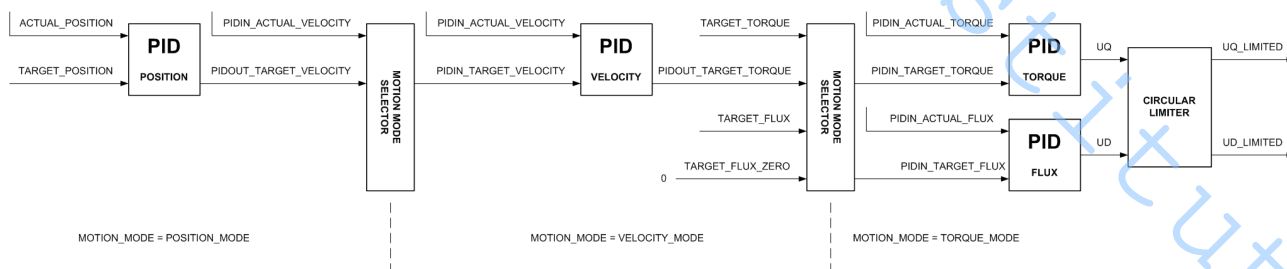 ACTUAL_POSITION
PIDIN_ACTUAL_VELOCITY
PIDIN_ACTUAL_VELOCITY
TARGET_TORQUE
PIDIN_ACTUAL_TORQUE
PID
POSITION
PID
VELOCITY
PID
TORQUE
UQ
UQ_LIMITED
TARGET_POSITION
PIDOUT_TARGET_VELOCITY
MOTION MODE
SELECTOR
PIDIN_TARGET_VELOCITY
PIDOUT_TARGET_TORQUE
MOTION MODE
SELECTOR
PIDIN_TARGET_TORQUE
CIRCULAR
LIMITER
TARGET_FLUX
PIDIN_ACTUAL_FLUX
PID
FLUX
UD
UD_LIMITED
0
TARGET_FLUX_ZERO
PIDIN_TARGET_FLUX
MOTION_MODE = POSITION_MODE
MOTION_MODE = VELOCITY_MODE
MOTION_MODE = TORQUE_MODE
stitut